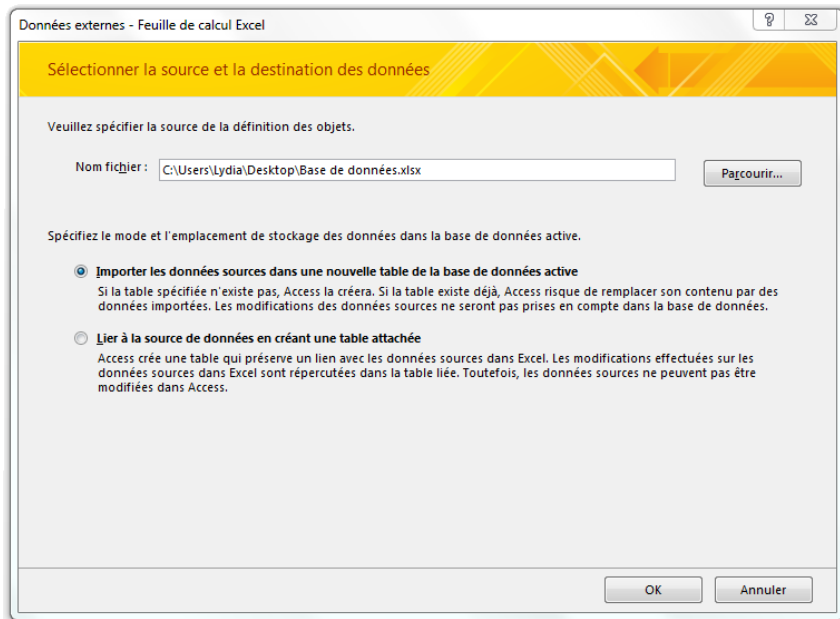 Données externes - Feuille de calcul Excel
?
Sélectionner la source et la destination des données
Veuillez spécifier la source de la définition des objets.
Nom fichier : C:\Users\Lydia\Desktop\Base de données.xlsx Parcourir...
Spécifiez le mode et l'emplacement de stockage des données dans la base de données active.
Importer les données sources dans une nouvelle table de la base de données active
Si la table spécifiée n'existe pas, Access la créera. Si la table existe déjà, Access risque de remplacer son contenu par des
données importées. Les modifications des données sources ne seront pas prises en compte dans la base de données.
Lier à la source de données en créant une table attachée
Access crée une table qui préserve un lien avec les données sources dans Excel. Les modifications effectuées sur les
données sources dans Excel sont répercutées dans la table liée. Toutefois, les données sources ne peuvent pas être
modifiées dans Access.
OK Annuler